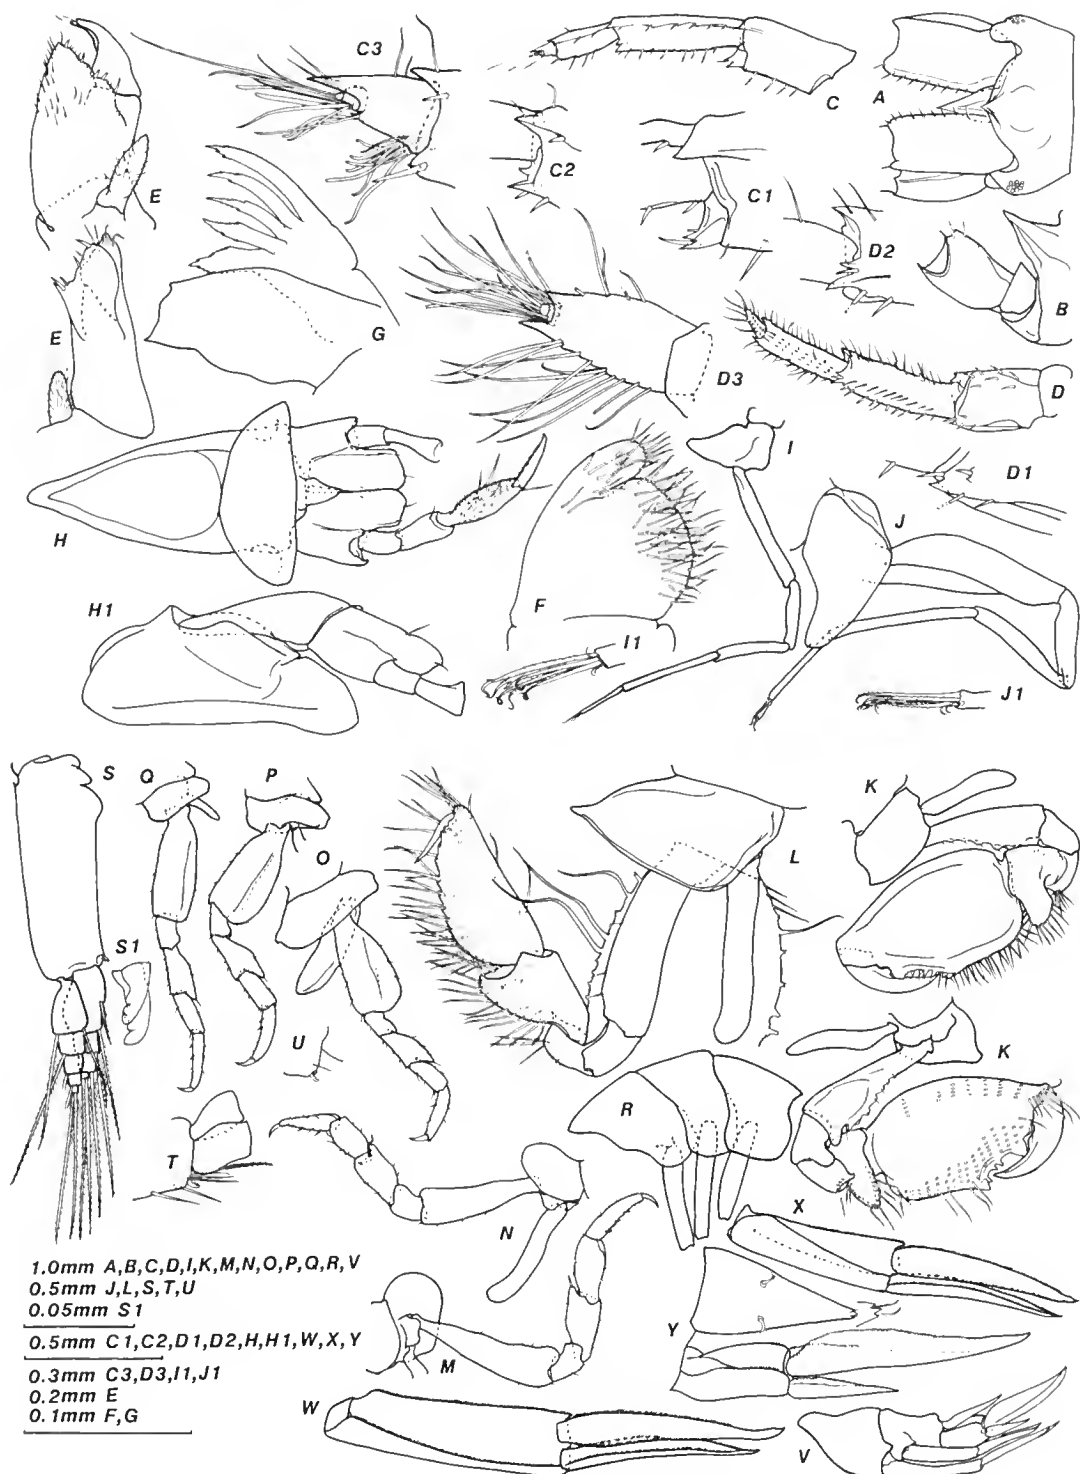 C3
C
A
E
C2
C1
D2
E
G
B
D3
D
I
D1
H
J
F
H1
I1
J1
S
Q
P
K
O
L
S1
U
K
R
T
X
N
1.0mm A,B,C,D,I,K,M,N,O,P,Q,R,V
0.5mm J,L,S,T,U
0.05mm S1
0.5mm C1,C2,D1,D2,H,H1,W,X,Y
Y
0.3mm C3,D3,I1,J1
M
0.2mm E
0.1mm F,G
W
V